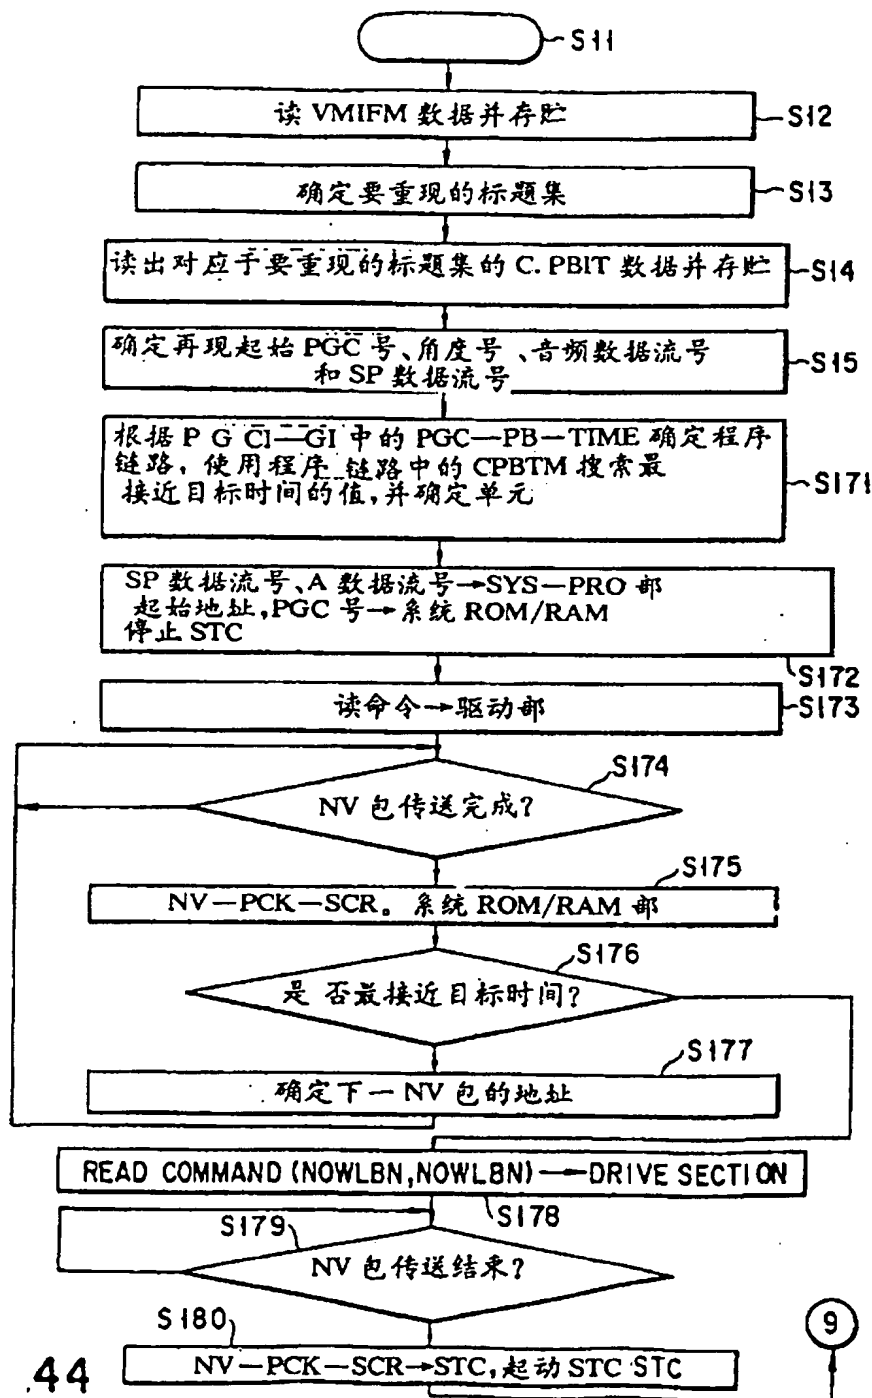 S11
读 VMIFM 数据并存贮
S12
确定要重现的标题集
S13
读出对应于要重现的标题集的 C. PBIT 数据并存贮
S14
确定再现起始 PGC 号、角度号、音频数据流号
和 SP 数据流号
S15
根据 P G CI—GI 中的 PGC—PB—TIME 确定程序
链路，使用程序 链路中的 CPBTM 搜索最
接近目标时间的值，并确定单元
S171
SP 数据流号、A 数据流号→SYS—PRO 部
起始地址，PGC 号→系统 ROM/RAM
停止 STC
S172
读命令→驱动部
S173
S174
NV 包传送完成？
S175
NV—PCK—SCR。系统 ROM/RAM 部
S176
是 否最接近目标时间？
S177
确定下一 NV 包的地址
READ COMMAND (NOWLBN,NOWLBN)→DRIVE SECTION
S178
S179
NV 包传送结束？
S180
NV—PCK—SCR→STC，起动 STC STC
9
44